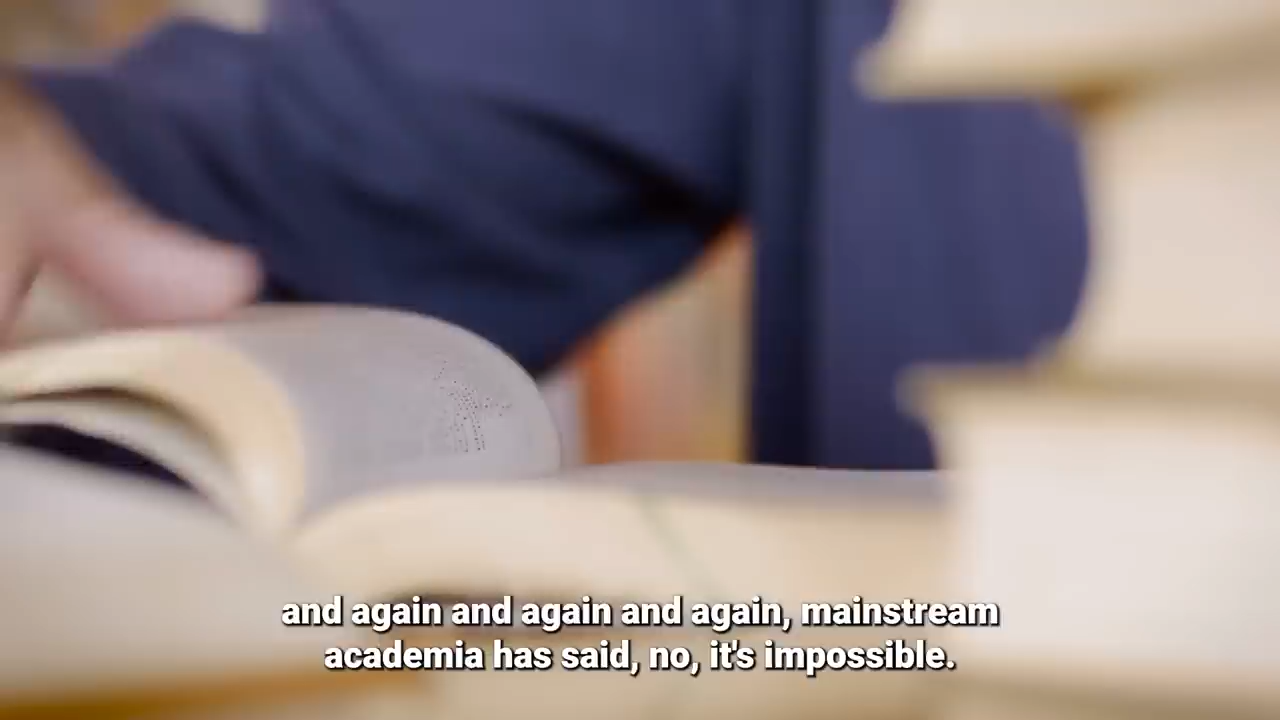 and again and again and again, mainstream
academia has said, no, it's impossible.